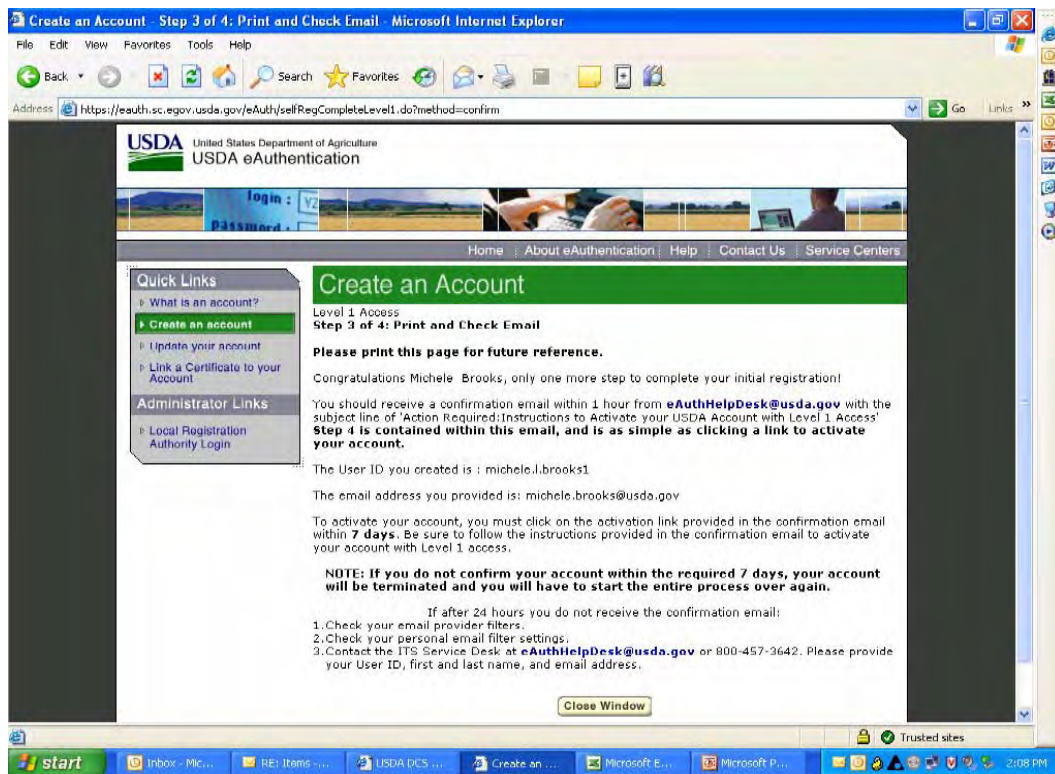 Create an Account - Step 3 of 4: Print and Check Email - Microsoft Internet Explorer
File Edit View Favorites Tools Help
Back Search Favorites
Address https://eauth.sc.egov.usda.gov/eAuth/selfRegCompleteLevel1.do?method=confirm Go Links »
USDA United States Department of Agriculture
USDA eAuthentication
login :
password :
Home About eAuthentication Help Contact Us Service Centers
Quick Links
What is an account?
Create an account
Update your account
Link a Certificate to your
Account
Administrator Links
Local Registration
Authority Login
Create an Account
Level 1 Access
Step 3 of 4: Print and Check Email
Please print this page for future reference.
Congratulations Michele Brooks, only one more step to complete your initial registration!
You should receive a confirmation email within 1 hour from eAuthHelpDesk@usda.gov with the
subject line of 'Action Required:Instructions to Activate your USDA Account with Level 1 Access'
Step 4 is contained within this email, and is as simple as clicking a link to activate
your account.
The User ID you created is : michele.l.brooks1
The email address you provided is: michele.brooks@usda.gov
To activate your account, you must click on the activation link provided in the confirmation email
within 7 days. Be sure to follow the instructions provided in the confirmation email to activate
your account with Level 1 access.
NOTE: If you do not confirm your account within the required 7 days, your account
will be terminated and you will have to start the entire process over again.
If after 24 hours you do not receive the confirmation email:
1.Check your email provider filters.
2.Check your personal email filter settings.
3.Contact the ITS Service Desk at eAuthHelpDesk@usda.gov or 800-457-3642. Please provide
your User ID, first and last name, and email address.
Close Window
Trusted sites
start Inbox - Mic... RE: Items -... USDA DCS ... Create an ... Microsoft E... Microsoft P... 2:08 PM